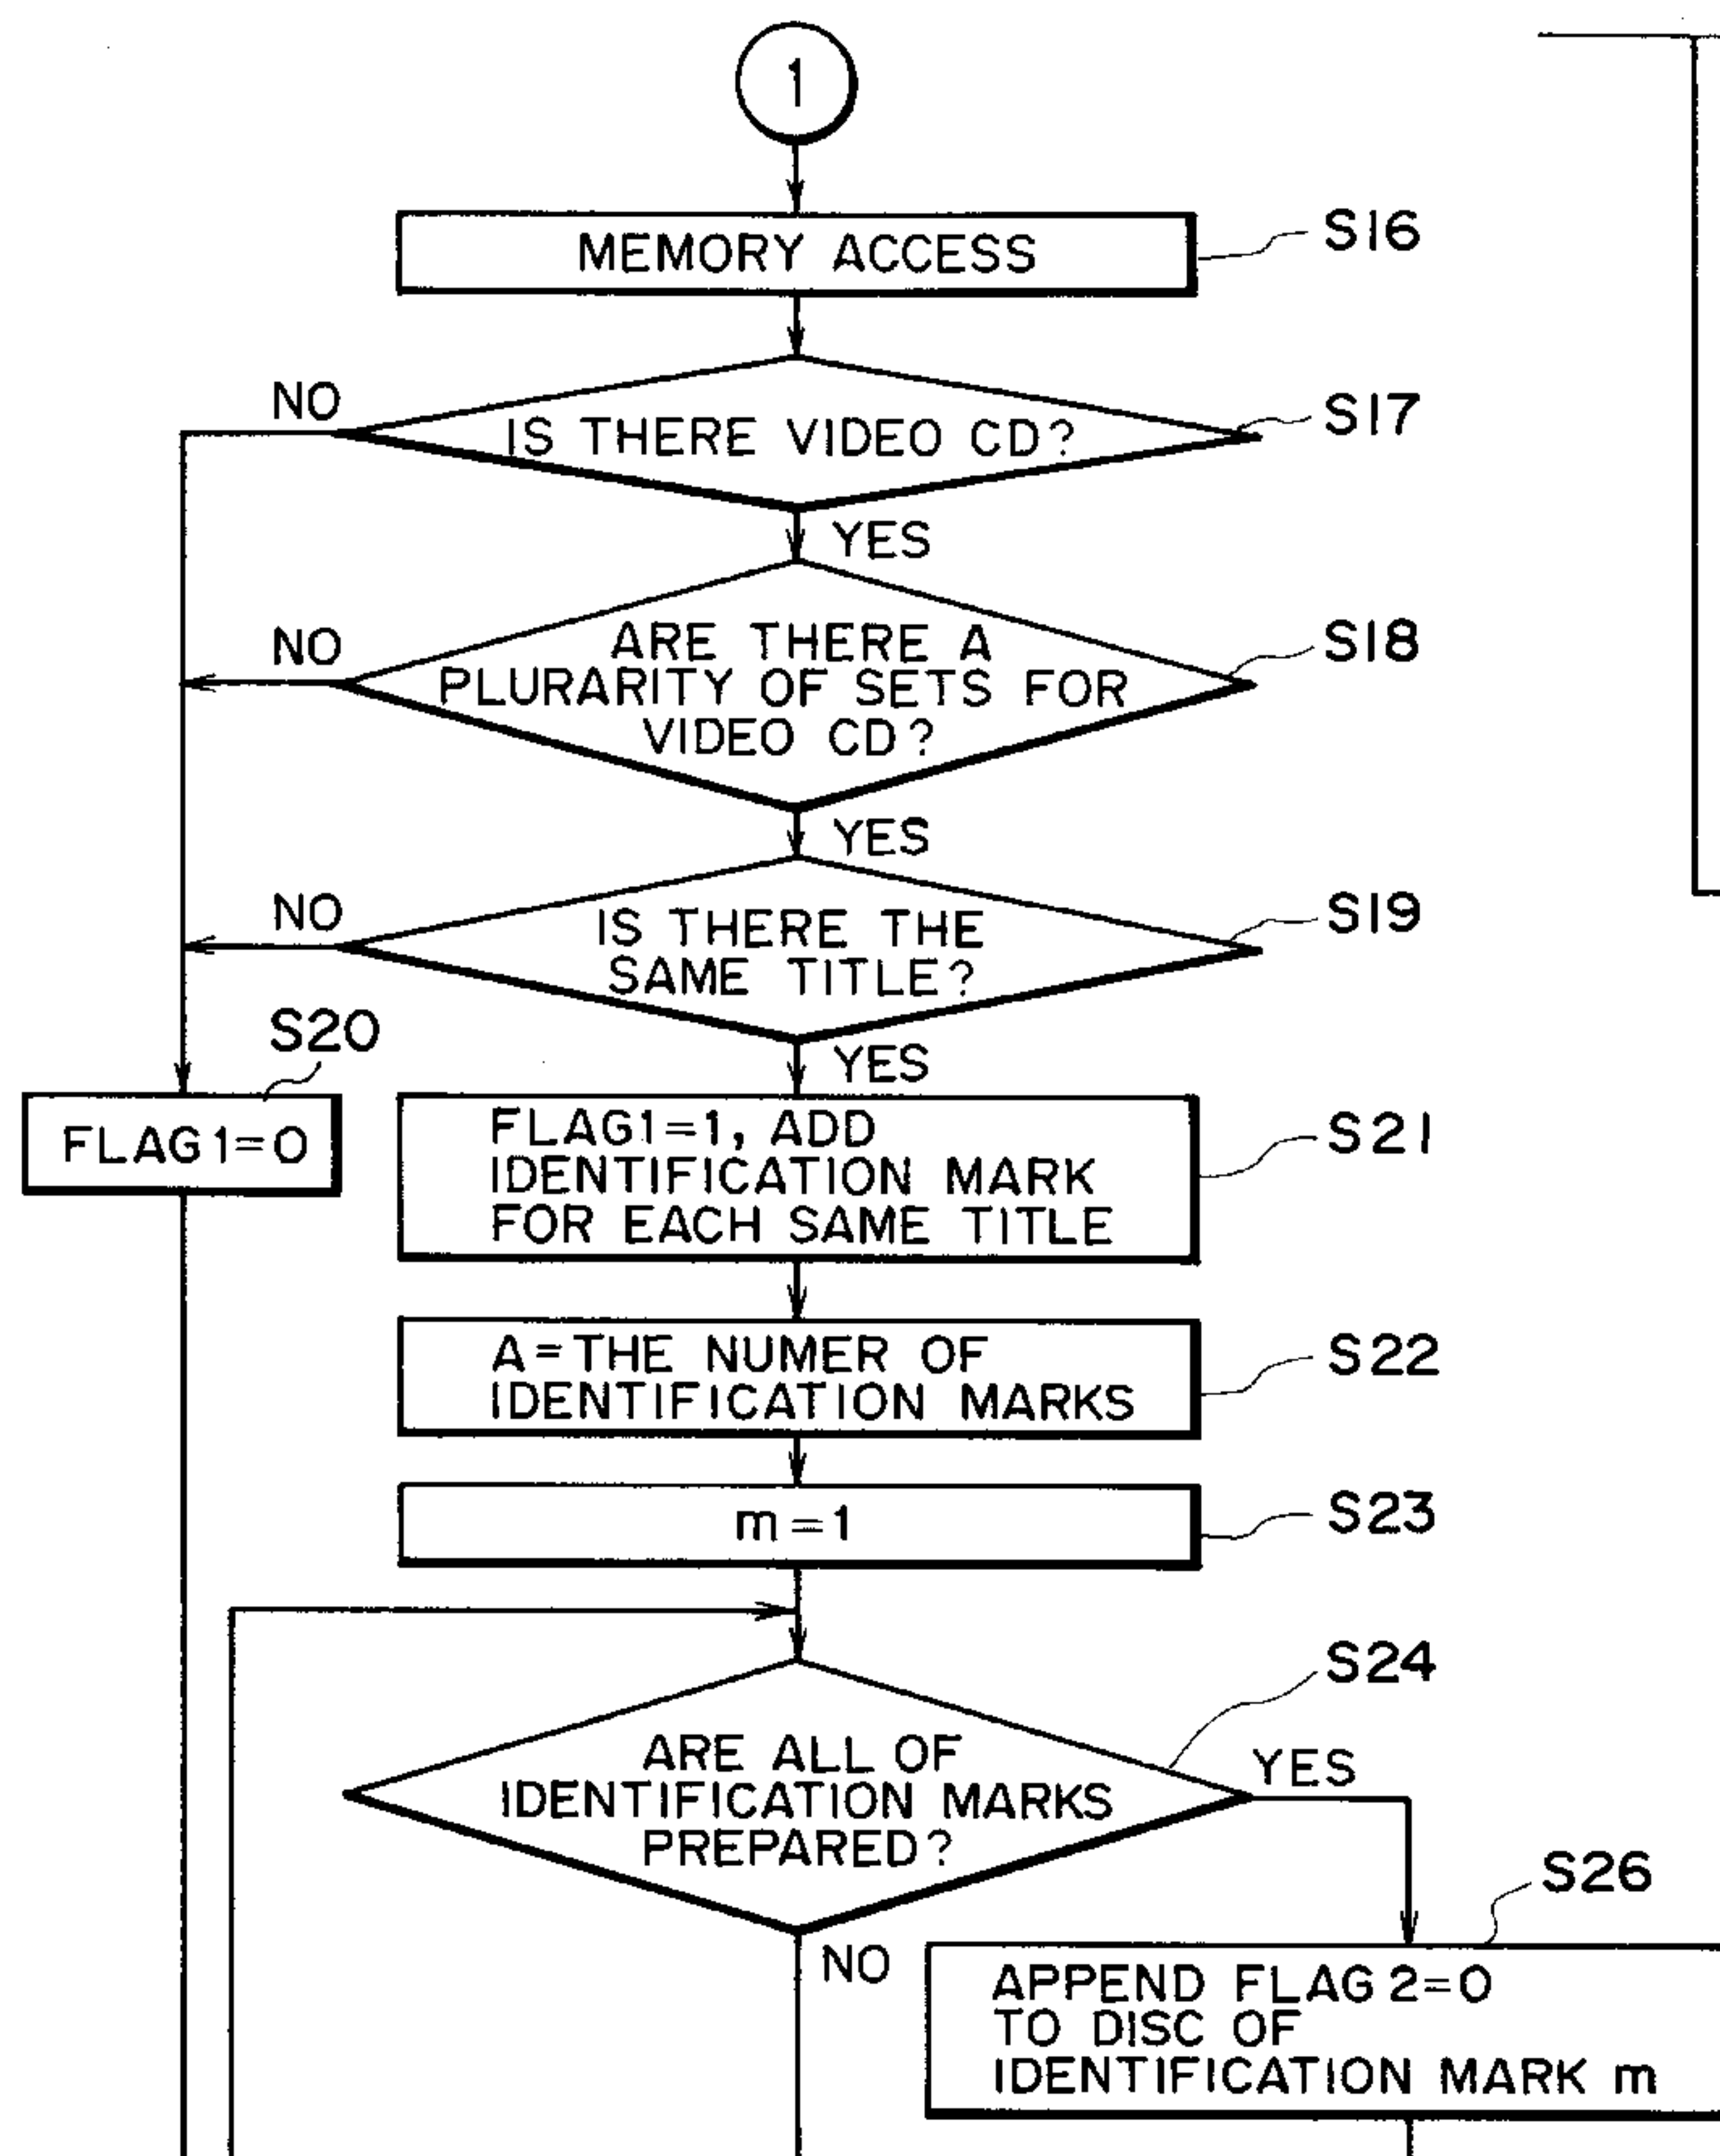 1
MEMORY ACCESS
S16
NO
IS THERE VIDEO CD?
S17
YES
NO
ARE THERE A
PLURARITY OF SETS FOR
VIDEO CD?
S18
YES
NO
IS THERE THE
SAME TITLE?
S19
YES
S20
FLAG1=0
FLAG1=1, ADD
IDENTIFICATION MARK
FOR EACH SAME TITLE
S21
A=THE NUMER OF
IDENTIFICATION MARKS
S22
m=1
S23
ARE ALL OF
IDENTIFICATION MARKS
PREPARED?
S24
YES
NO
S26
APPEND FLAG2=0
TO DISC OF
IDENTIFICATION MARK m